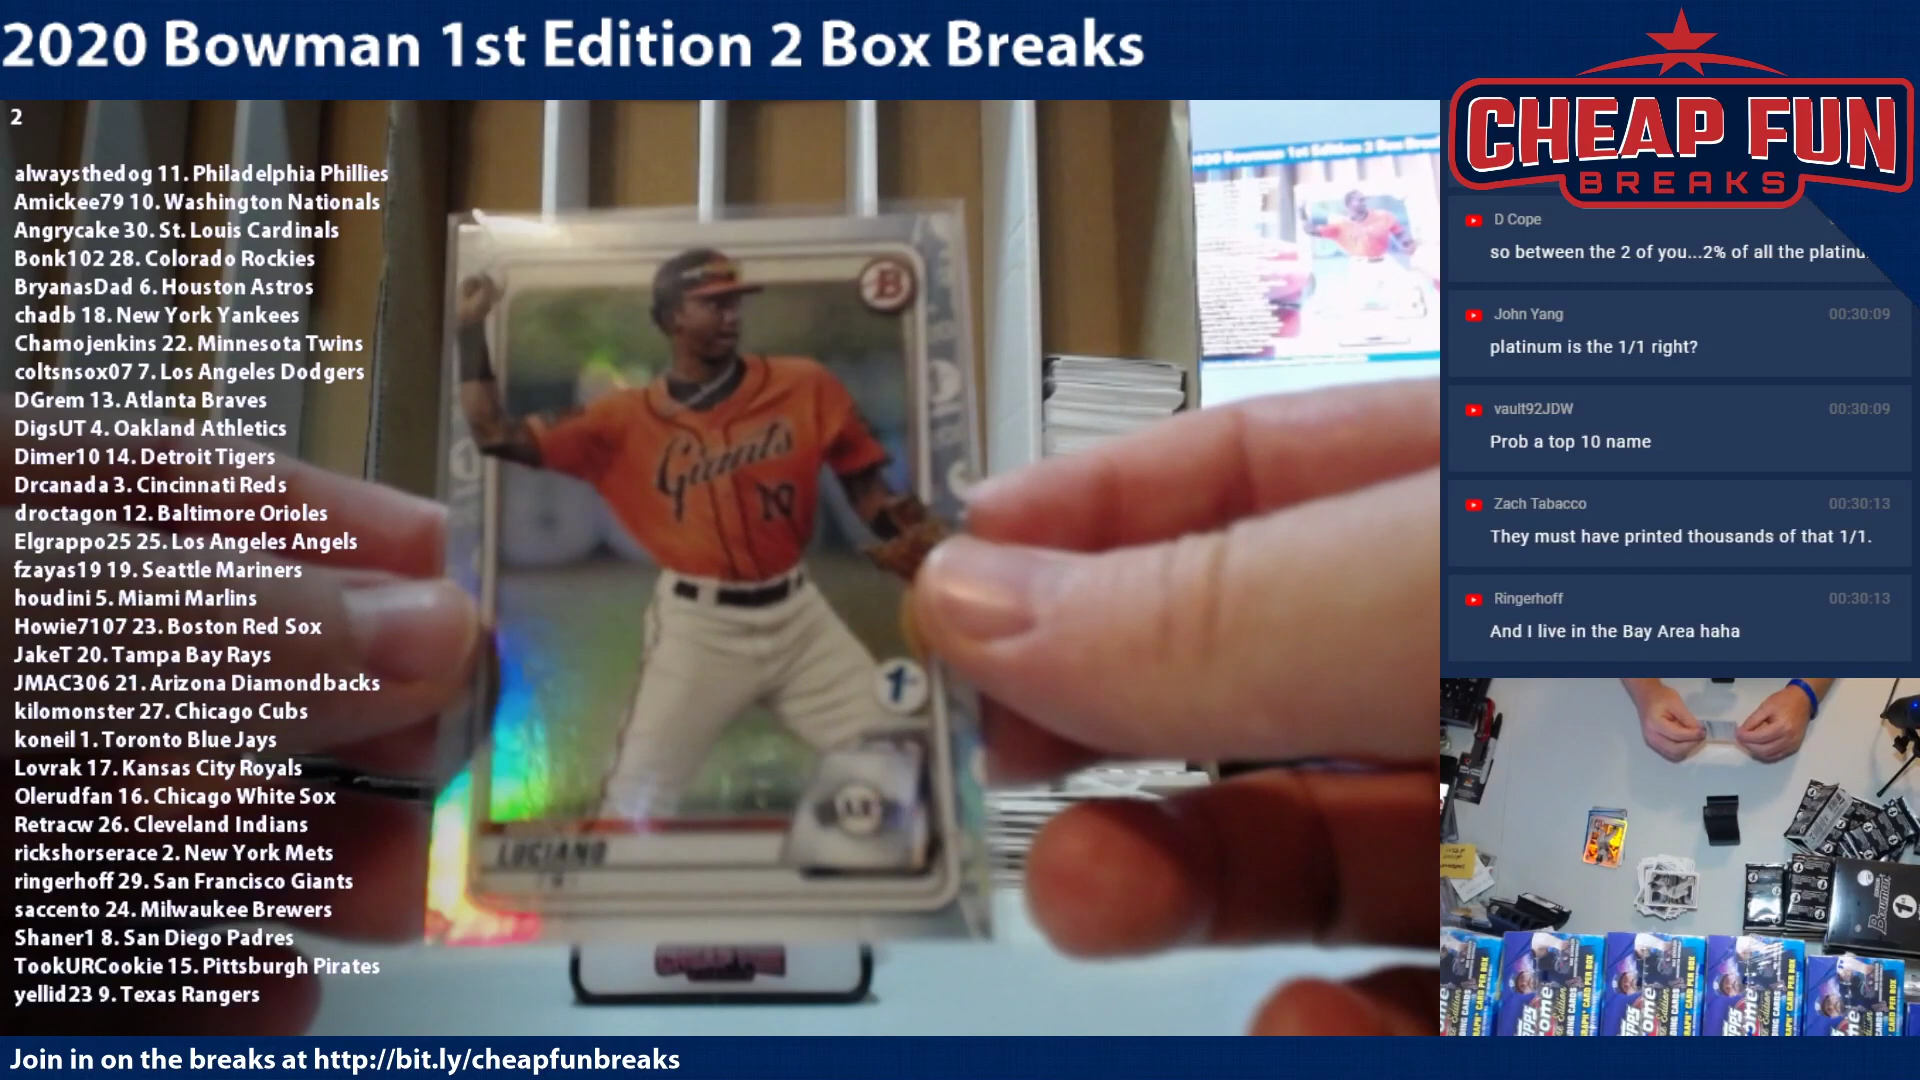 2020 Bowman 1st Edition 2 Box Breaks
2
alwaysthedog 11. Philadelphia Phillies
Amickee79 10. Washington Nationals
Angrycake 30. St. Louis Cardinals
Bonk102 28. Colorado Rockies
BryanasDad 6. Houston Astros
chadb 18. New York Yankees
Chamojenkins 22. Minnesota Twins
coltsnsox07 7. Los Angeles Dodgers
DGrem 13. Atlanta Braves
DigsUT 4. Oakland Athletics
Dimer10 14. Detroit Tigers
Drcanada 3. Cincinnati Reds
droctagon 12. Baltimore Orioles
Elgrappo25 25. Los Angeles Angels
fzayas19 19. Seattle Mariners
houdini 5. Miami Marlins
Howie7107 23. Boston Red Sox
JakeT 20. Tampa Bay Rays
JMAC306 21. Arizona Diamondbacks
kilomonster 27. Chicago Cubs
koneil 1. Toronto Blue Jays
Lovrak 17. Kansas City Royals
Olerudfan 16. Chicago White Sox
Retracw 26. Cleveland Indians
rickshorserace 2. New York Mets
ringerhoff 29. San Francisco Giants
saccento 24. Milwaukee Brewers
Shaner1 8. San Diego Padres
TookURCookie 15. Pittsburgh Pirates
yellid23 9. Texas Rangers
B
Giants
N
1st
LUCIANO
CHEAP FUN
BREAKS
D Cope
so between the 2 of you...2% of all the platinu
John Yang 00:30:09
platinum is the 1/1 right?
vault92JDW 00:30:09
Prob a top 10 name
Zach Tabacco 00:30:13
They must have printed thousands of that 1/1.
Ringerhoff 00:30:13
And I live in the Bay Area haha
Bowman
Join in on the breaks at http://bit.ly/cheapfunbreaks